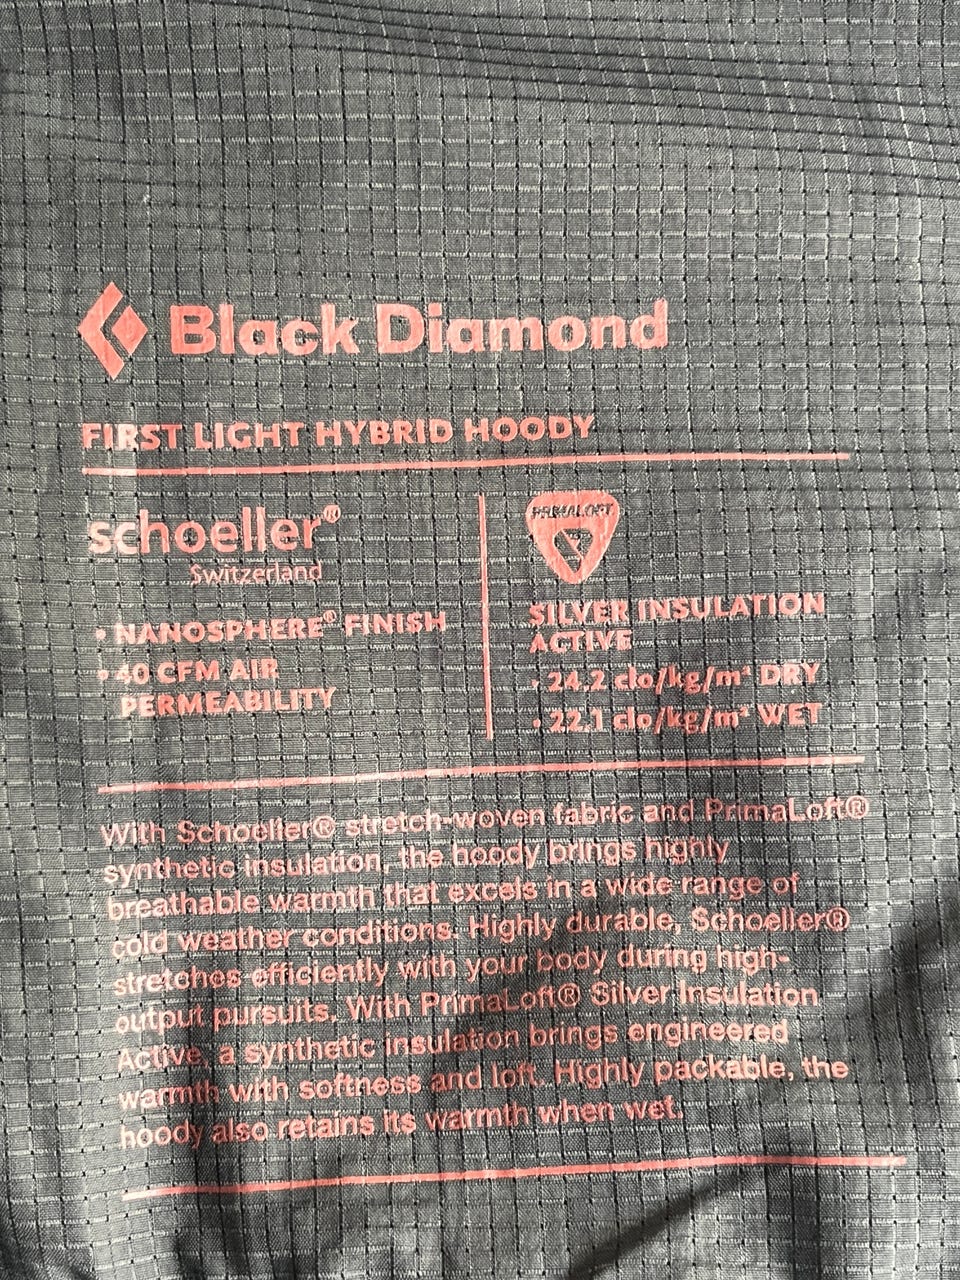 Black Diamond
FIRST LIGHT HYBRID HOODY
schoeller®
Switzerland
• NANOSPHERE® FINISH
• 40 CFM AIR
PERMEABILITY
PRIMALOFT
SILVER INSULATION
ACTIVE
• 24,2 clo/kg/m⁴ DRY
• 22,1 clo/kg/m⁴ WET
With Schoeller® stretch-woven fabric and PrimaLoft®
synthetic insulation, the hoody brings highly
breathable warmth that excels in a wide range of
cold weather conditions. Highly durable, Schoeller®
stretches efficiently with your body during high-
output pursuits. With PrimaLoft® Silver Insulation
Active, a synthetic insulation brings engineered
warmth with softness and loft. Highly packable, the
hoody also retains its warmth when wet.